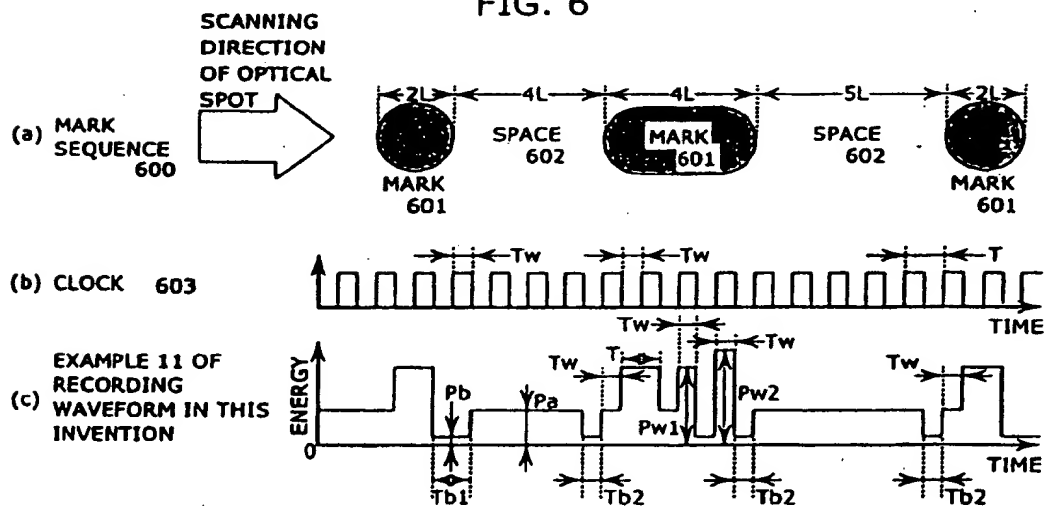 FIG. 6
SCANNING
DIRECTION
OF OPTICAL
SPOT
2L 4L 4L 5L 2L
(a) MARK
SEQUENCE
600
SPACE
602
MARK
601
SPACE
602
MARK
601
MARK
601
Tw Tw T
(b) CLOCK 603
TIME
Tw Tw
EXAMPLE 11 OF
RECORDING
(c) WAVEFORM IN THIS
INVENTION
ENERGY
0
Tw T Tw
Pb Pa Pw1 Pw2
TIME
Tb1 Tb2 Tb2 Tb2